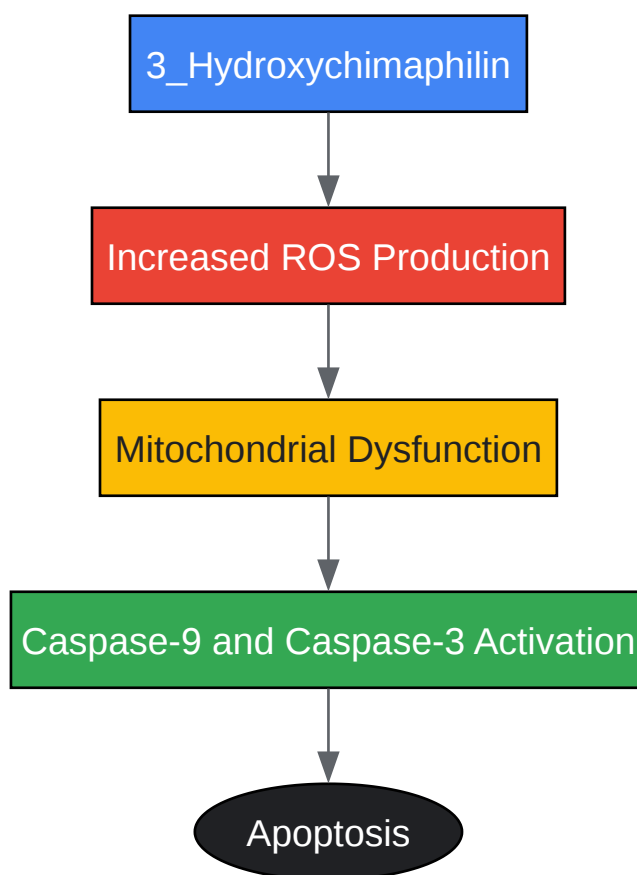 3_Hydroxychimaphilin
Increased ROS Production
Mitochondrial Dysfunction
Caspase-9 and Caspase-3 Activation
Apoptosis